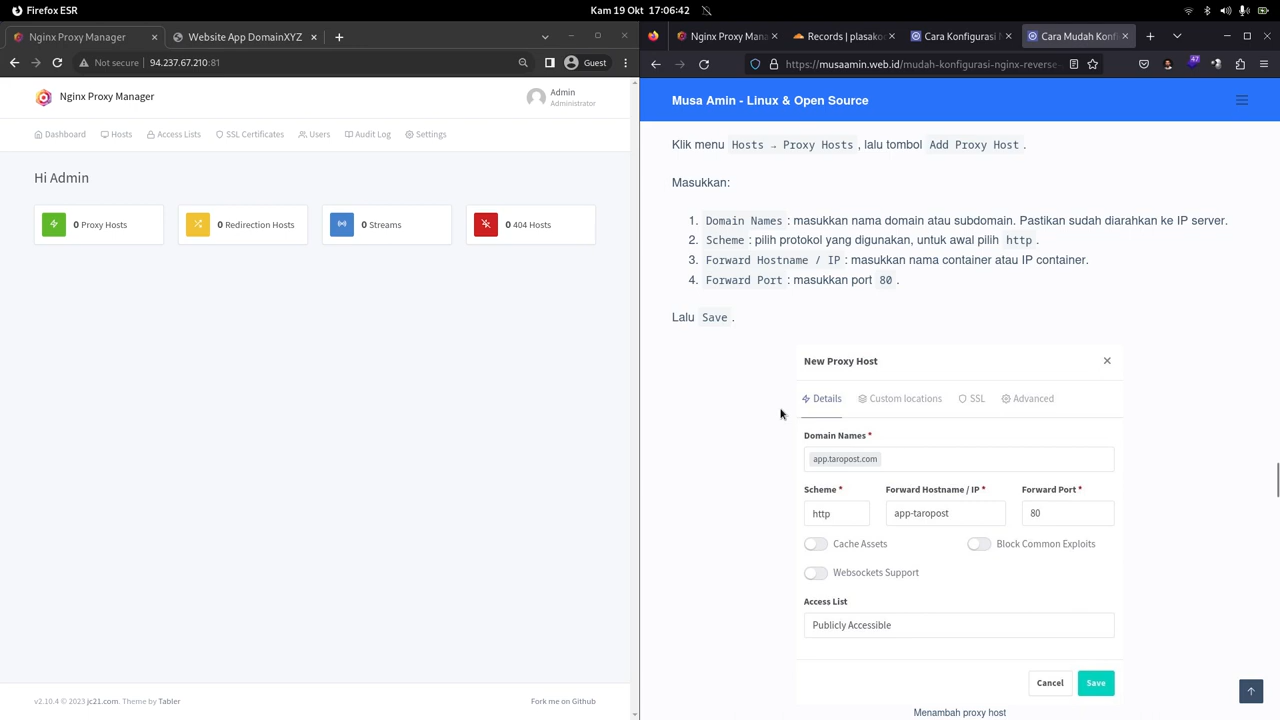 Firefox ESR
Kam 19 Okt 17:06:42
Nginx Proxy Manager
Website App DomainXYZ
Not secure
94.237.67.210:81
Guest
Nginx Proxy Manager
Admin
Administrator
Dashboard
Hosts
Access Lists
SSL Certificates
Users
Audit Log
Settings
Hi Admin
0 Proxy Hosts
0 Redirection Hosts
0 Streams
0 404 Hosts
v2.10.4 © 2023 jc21.com. Theme by Tabler
Fork me on Github
Nginx Proxy Mana
Records | plasako
Cara Konfigurasi
Cara Mudah Konf
https://musaamin.web.id/mudah-konfigurasi-nginx-reverse-
47
Musa Amin - Linux & Open Source
Klik menu Hosts → Proxy Hosts, lalu tombol Add Proxy Host.
Masukkan:
1. Domain Names: masukkan nama domain atau subdomain. Pastikan sudah diarahkan ke IP server.
2. Scheme: pilih protokol yang digunakan, untuk awal pilih http.
3. Forward Hostname / IP: masukkan nama container atau IP container.
4. Forward Port: masukkan port 80.
Lalu Save.
New Proxy Host
Details
Custom locations
SSL
Advanced
Domain Names *
app.taropost.com
Scheme *
Forward Hostname / IP *
Forward Port *
http
app-taropost
80
Cache Assets
Block Common Exploits
Websockets Support
Access List
Publicly Accessible
Cancel
Save
Menambah proxy host